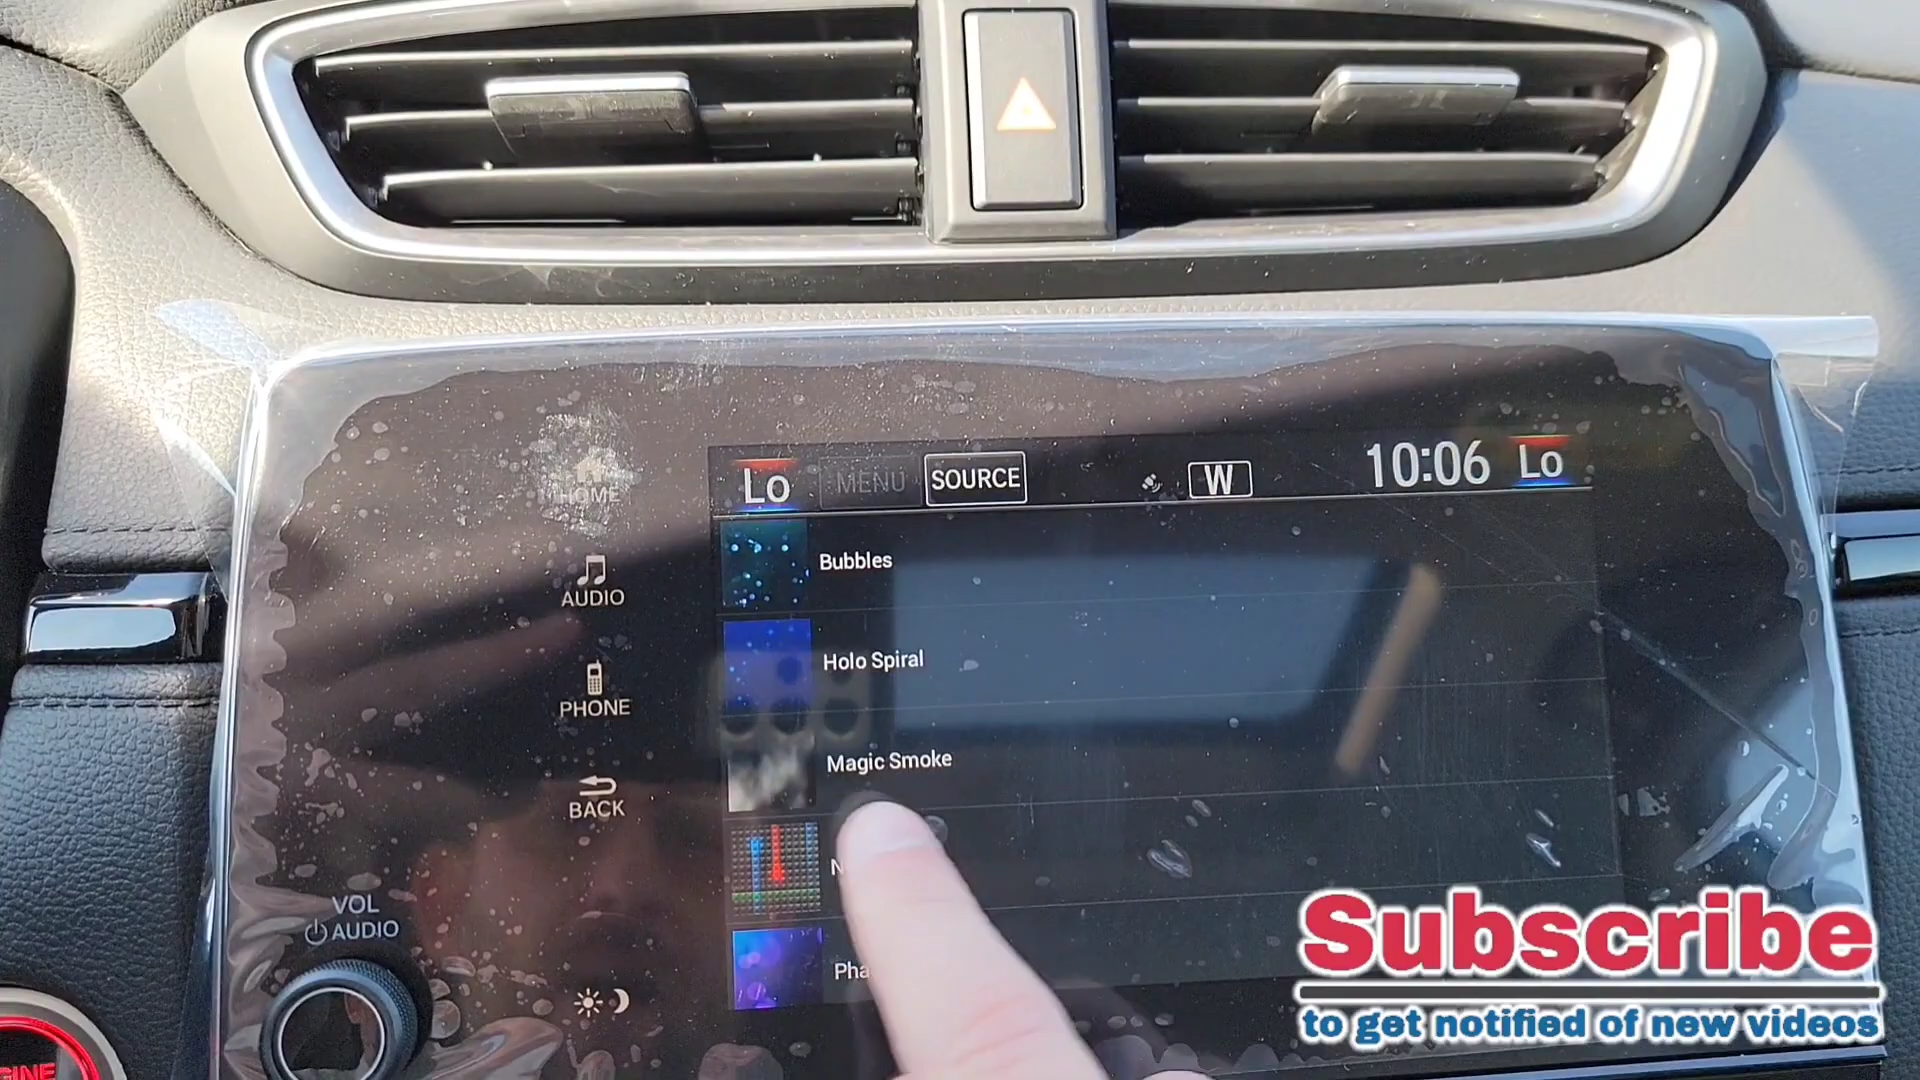 Lo MENU SOURCE W 10:06 Lo
HOME
Bubbles
AUDIO
Holo Spiral
PHONE
Magic Smoke
BACK
VOL
AUDIO
Subscribe
to get notified of new videos